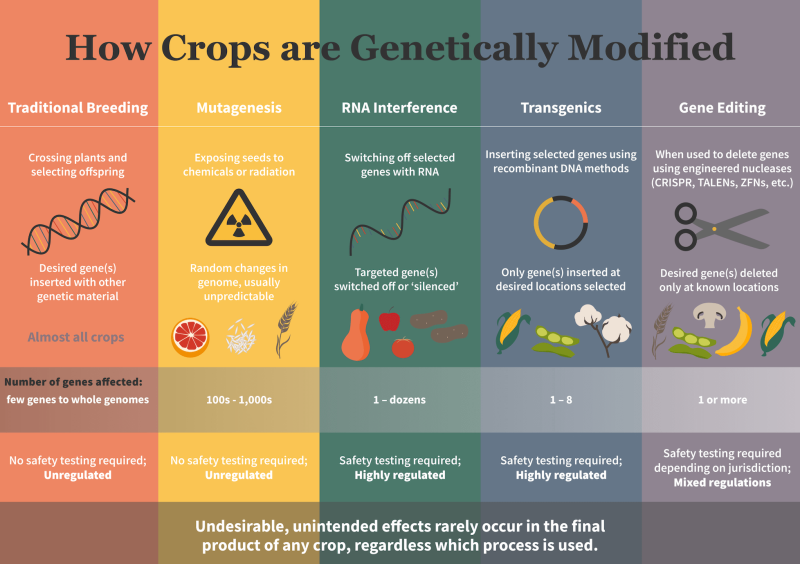 How Crops are Genetically Modified
Traditional Breeding
Crossing plants and
selecting offspring
Desired gene(s)
inserted with other
genetic material
Almost all crops
Number of genes affected:
few genes to whole genomes
No safety testing required;
Unregulated
Mutagenesis
Exposing seeds to
chemicals or radiation
Random changes in
genome, usually
unpredictable
100s - 1,000s
No safety testing required;
Unregulated
RNA Interference
Switching off selected
genes with RNA
Targeted gene(s)
switched off or ‘silenced’
1 – dozens
Safety testing required;
Highly regulated
Transgenics
Inserting selected genes using
recombinant DNA methods
Only gene(s) inserted at
desired locations selected
1 – 8
Safety testing required;
Highly regulated
Gene Editing
When used to delete genes
using engineered nucleases
(CRISPR, TALENs, ZFNs, etc.)
Desired gene(s) deleted
only at known locations
1 or more
Safety testing required
depending on jurisdiction;
Mixed regulations
Undesirable, unintended effects rarely occur in the final
product of any crop, regardless which process is used.